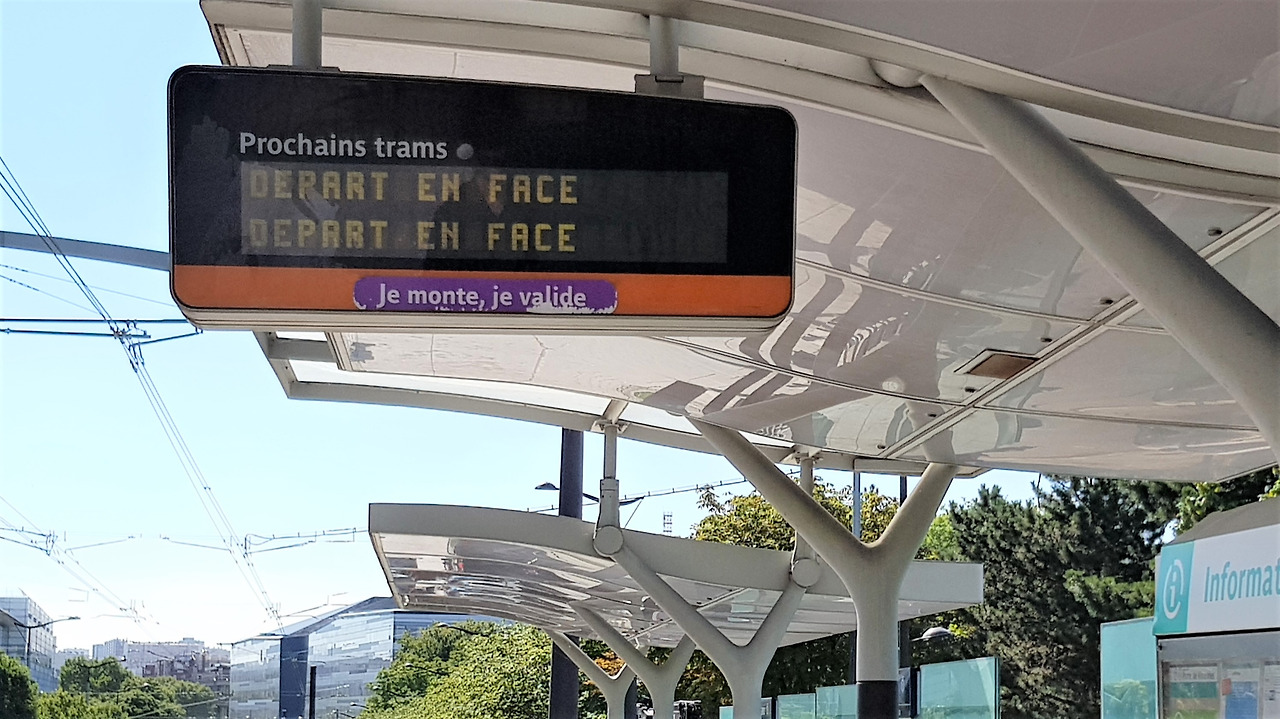 Prochains trams
DEPART EN FACE
DEPART EN FACE
Je monte, je valide
i Informat